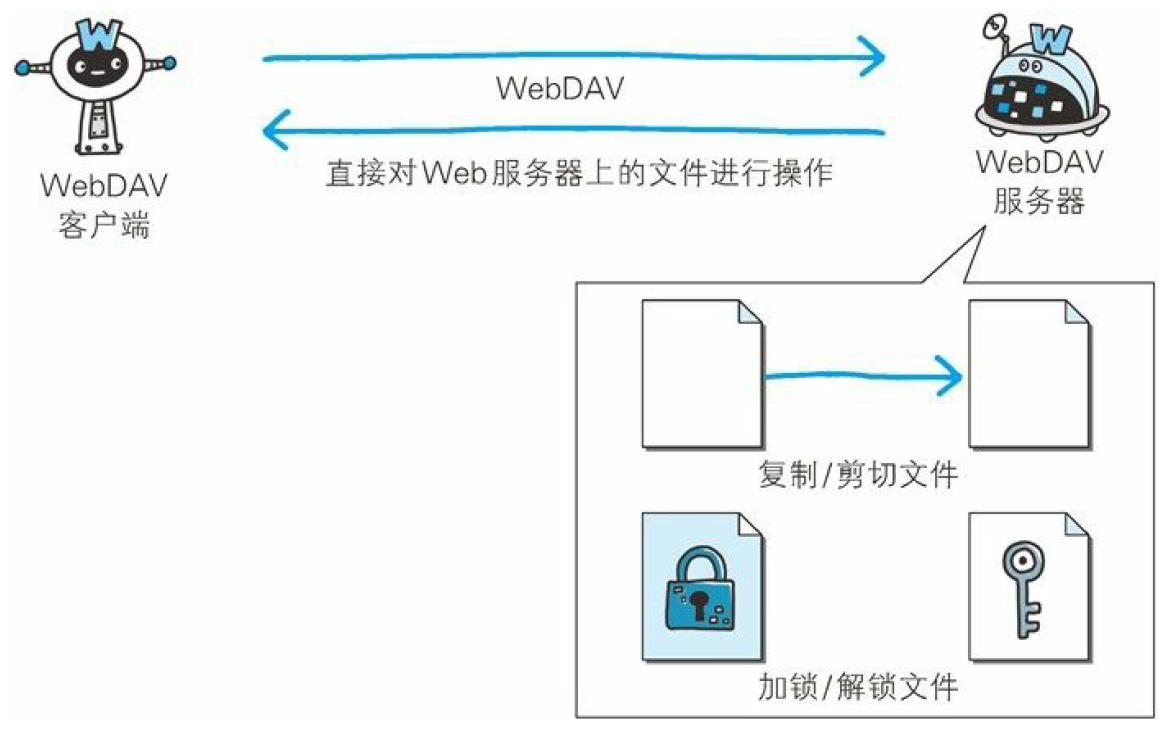 W
W
WebDAV
直接对Web服务器上的文件进行操作
WebDAV
客户端
WebDAV
服务器
复制/剪切文件
加锁/解锁文件